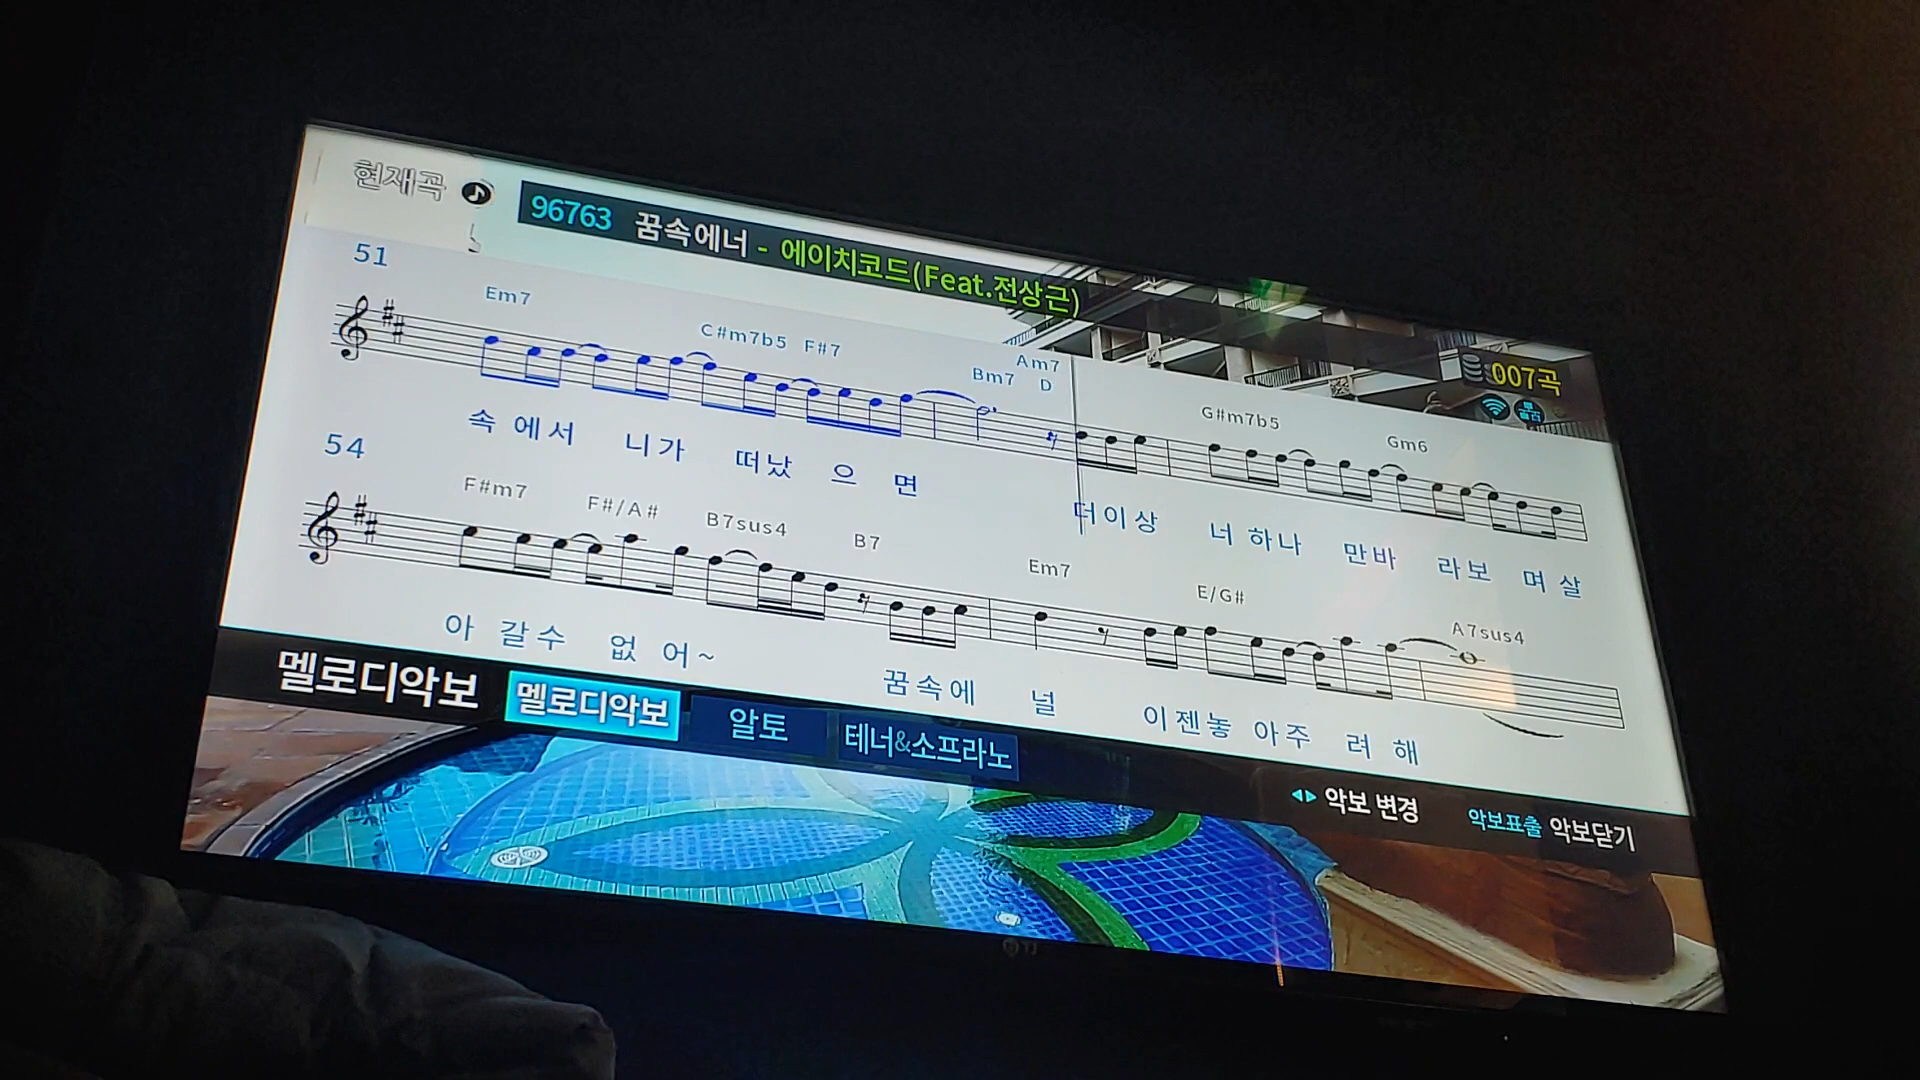 현재곡 96763 꿈속에너 - 에이치코드(Feat.전상근)
007곡
51
Em7 C#m7b5 F#7 Bm7 Am7 D G#m7b5 Gm6
속 에서 니가 떠났 으 면 더이상 너 하나 만바 라보 며 살
54
F#m7 F#/A# B7sus4 B7 Em7 E/G# A7sus4
아 갈수 없 어~ 꿈속에 널 이젠놓 아주 려 해
멜로디악보 멜로디악보 알토 테너&소프라노
악보 변경 악보표출 악보닫기